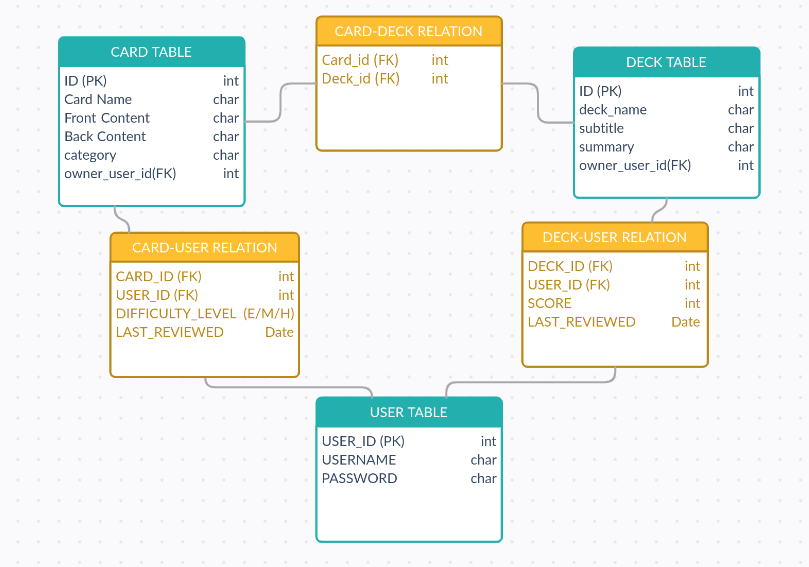 CARD TABLE
ID (PK) int
Card Name char
Front Content char
Back Content char
category char
owner_user_id(FK) int
CARD-DECK RELATION
Card_id (FK) int
Deck_id (FK) int
DECK TABLE
ID (PK) int
deck_name char
subtitle char
summary char
owner_user_id(FK) int
CARD-USER RELATION
CARD_ID (FK) int
USER_ID (FK) int
DIFFICULTY_LEVEL (E/M/H)
LAST_REVIEWED Date
DECK-USER RELATION
DECK_ID (FK) int
USER_ID (FK) int
SCORE int
LAST_REVIEWED Date
USER TABLE
USER_ID (PK) int
USERNAME char
PASSWORD char